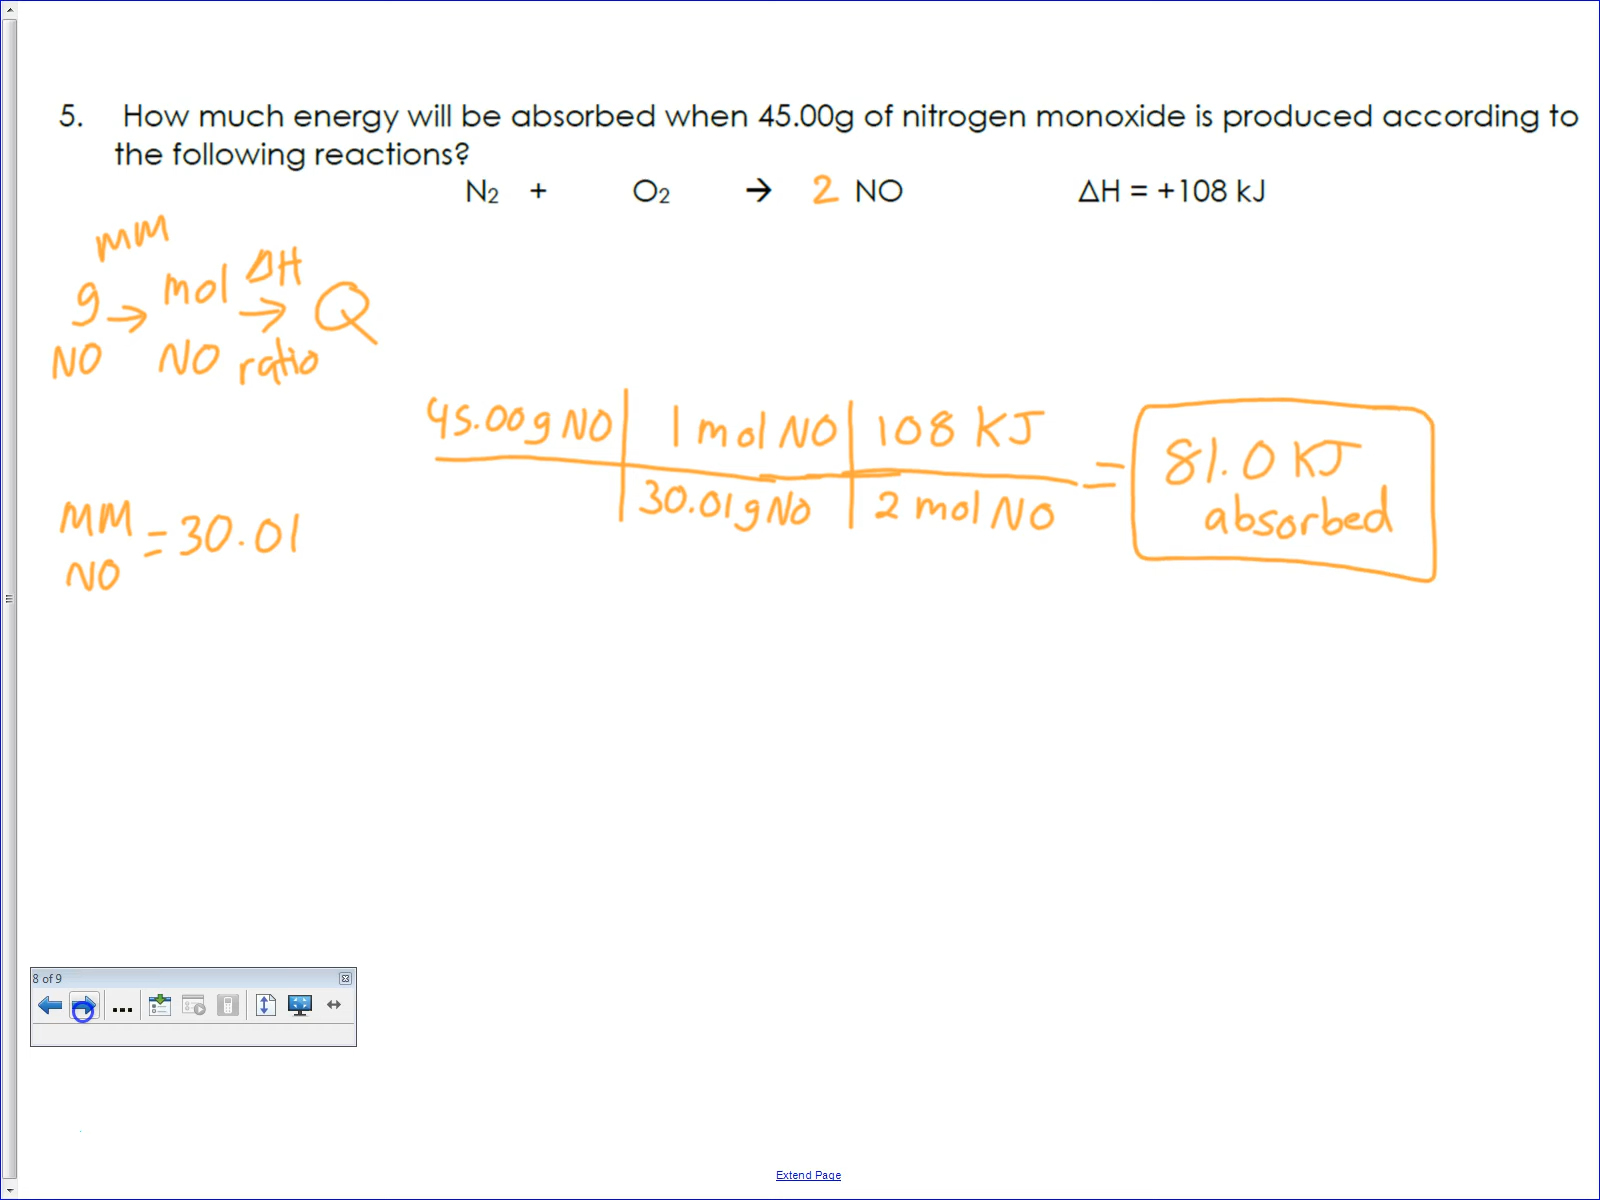 5. How much energy will be absorbed when 45.00g of nitrogen monoxide is produced according to
the following reactions?
N2 + O2 → 2 NO ΔH = +108 kJ
MM
g → mol ΔH → Q
NO NO ratio
45.00g NO | 1 mol NO | 108 KJ
30.01g NO | 2 mol NO
= 81.0 KJ
absorbed
MM
NO = 30.01
8 of 9
...
Extend Page